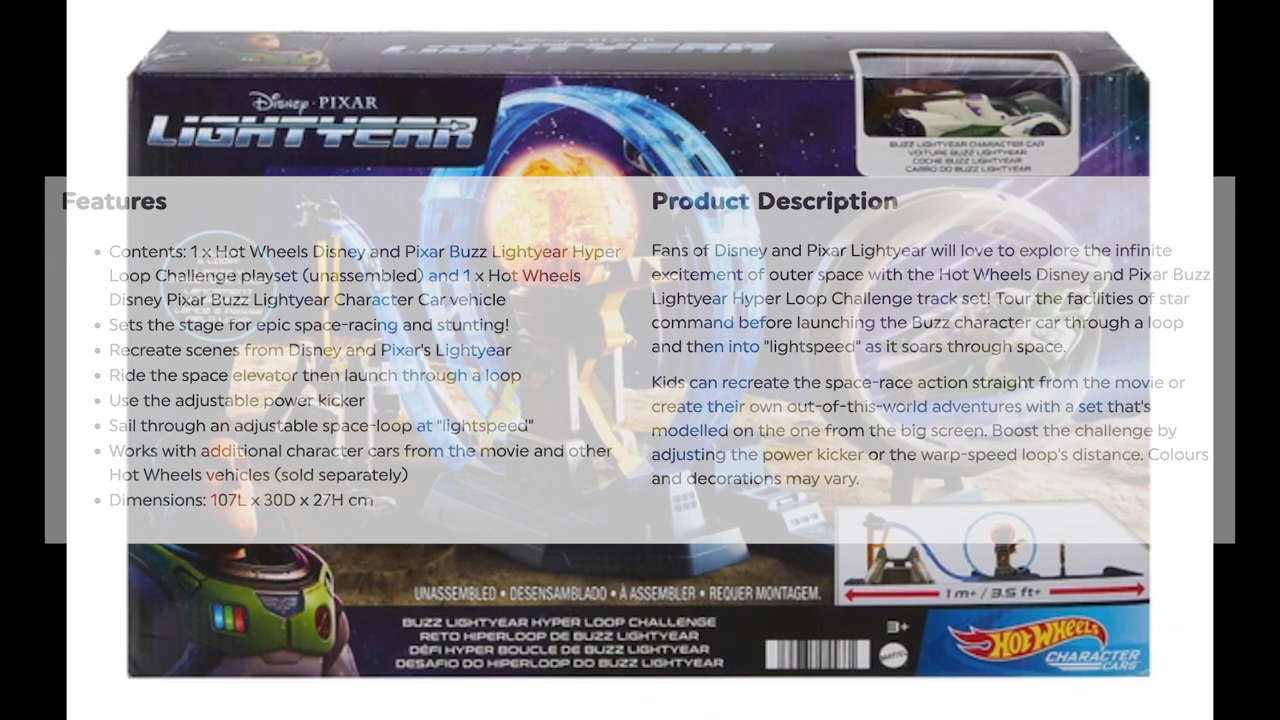 Disney · PIXAR
LIGHTYEAR
Disney · PIXAR
LIGHTYEAR
BUZZ LIGHTYEAR CHARACTER CAR
VOITURE BUZZ LIGHTYEAR
COCHE BUZZ LIGHTYEAR
CARRO DO BUZZ LIGHTYEAR
Features
Contents: 1 x Hot Wheels Disney and Pixar Buzz Lightyear Hyper
Loop Challenge playset (unassembled) and 1 x Hot Wheels
Disney Pixar Buzz Lightyear Character Car vehicle
Sets the stage for epic space-racing and stunting!
Recreate scenes from Disney and Pixar's Lightyear
Ride the space elevator then launch through a loop
Use the adjustable power kicker
Sail through an adjustable space-loop at "lightspeed"
Works with additional character cars from the movie and other
Hot Wheels vehicles (sold separately)
Dimensions: 107L x 30D x 27H cm
Product Description
Fans of Disney and Pixar Lightyear will love to explore the infinite
excitement of outer space with the Hot Wheels Disney and Pixar Buzz
Lightyear Hyper Loop Challenge track set! Tour the facilities of star
command before launching the Buzz character car through a loop
and then into "lightspeed" as it soars through space.
Kids can recreate the space-race action straight from the movie or
create their own out-of-this-world adventures with a set that's
modelled on the one from the big screen. Boost the challenge by
adjusting the power kicker or the warp-speed loop's distance. Colours
and decorations may vary.
UNASSEMBLED • DESENSAMBLADO • À ASSEMBLER • REQUER MONTAGEM.
1 m+ / 3.5 ft+
BUZZ LIGHTYEAR HYPER LOOP CHALLENGE
RETO HIPERLOOP DE BUZZ LIGHTYEAR
DÉFI HYPER BOUCLE DE BUZZ LIGHTYEAR
DESAFIO DO HIPERLOOP DO BUZZ LIGHTYEAR
3+
MATTEL
HOT WHEELS
CHARACTER
CARS